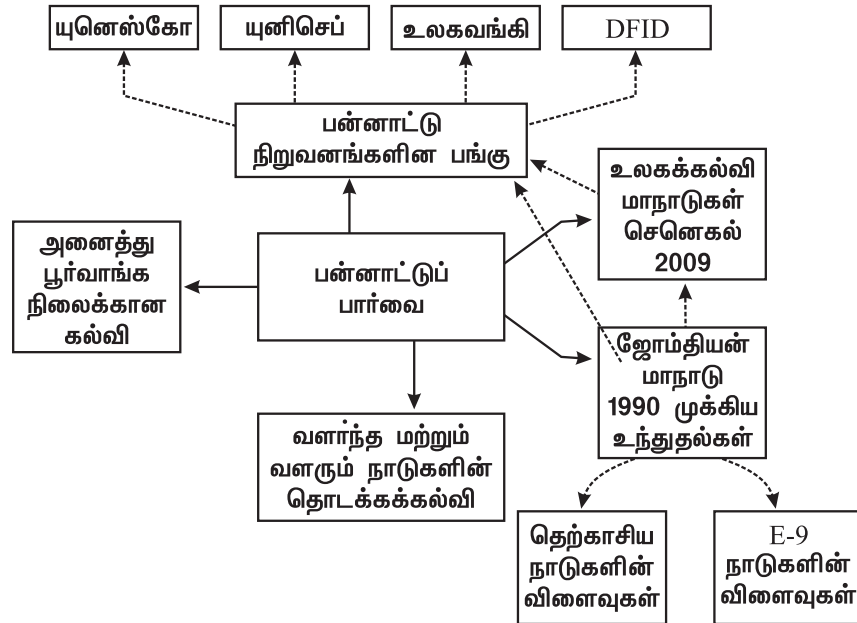 யுனெஸ்கோ
யுனிசெப்
உலகவங்கி
DFID
பன்னாட்டு
நிறுவனங்களின பங்கு
உலகக்கல்வி
மாநாடுகள்
செனெகல்
2009
அனைத்து
பூர்வாங்க
நிலைக்கான
கல்வி
பன்னாட்டுப்
பார்வை
ஜோம்தியன்
மாநாடு
1990 முக்கிய
உந்துதல்கள்
வளர்ந்த மற்றும்
வளரும் நாடுகளின்
தொடக்கக்கல்வி
தெற்காசிய
நாடுகளின்
விளைவுகள்
E-9
நாடுகளின்
விளைவுகள்